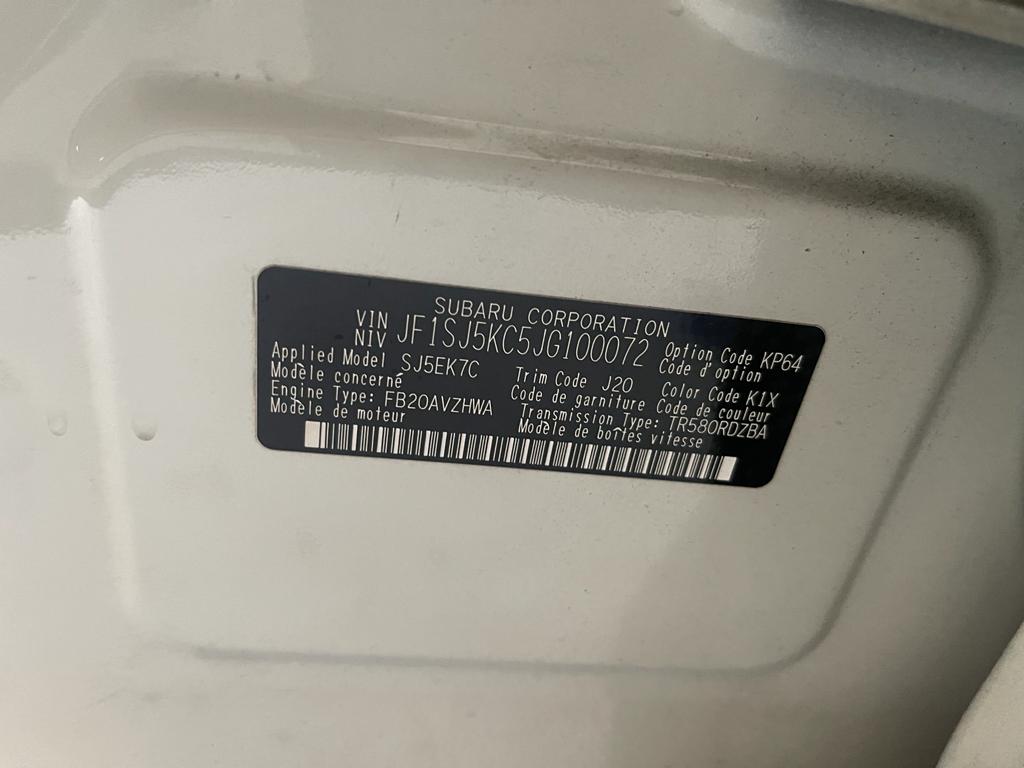 SUBARU CORPORATION
VIN
NIV JF1SJ5KC5JG100072
Option Code KP64
Code d'option
Applied Model SJ5EK7C
Modèle concerné
Trim Code J20
Code de garniture
Color Code K1X
Code de couleur
Engine Type: FB20AVZHWA
Modèle de moteur
Transmission Type: TR580RDZBA
Modèle de boîtes vitesse